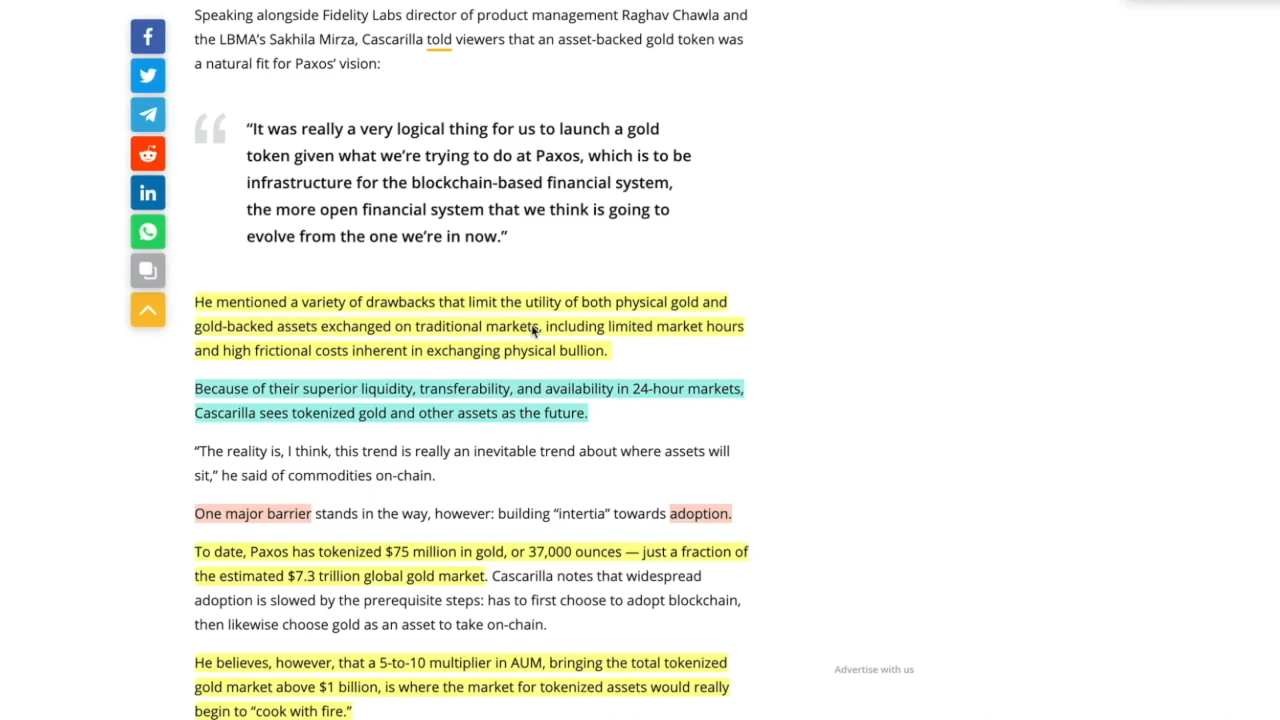 Speaking alongside Fidelity Labs director of product management Raghav Chawla and
the LBMA’s Sakhila Mirza, Cascarilla told viewers that an asset-backed gold token was
a natural fit for Paxos’ vision:
“It was really a very logical thing for us to launch a gold
token given what we’re trying to do at Paxos, which is to be
infrastructure for the blockchain-based financial system,
the more open financial system that we think is going to
evolve from the one we’re in now.”
He mentioned a variety of drawbacks that limit the utility of both physical gold and
gold-backed assets exchanged on traditional markets, including limited market hours
and high frictional costs inherent in exchanging physical bullion.
Because of their superior liquidity, transferability, and availability in 24-hour markets,
Cascarilla sees tokenized gold and other assets as the future.
“The reality is, I think, this trend is really an inevitable trend about where assets will
sit,” he said of commodities on-chain.
One major barrier stands in the way, however: building “intertia” towards adoption.
To date, Paxos has tokenized $75 million in gold, or 37,000 ounces — just a fraction of
the estimated $7.3 trillion global gold market. Cascarilla notes that widespread
adoption is slowed by the prerequisite steps: has to first choose to adopt blockchain,
then likewise choose gold as an asset to take on-chain.
He believes, however, that a 5-to-10 multiplier in AUM, bringing the total tokenized
gold market above $1 billion, is where the market for tokenized assets would really
begin to “cook with fire.”
Advertise with us